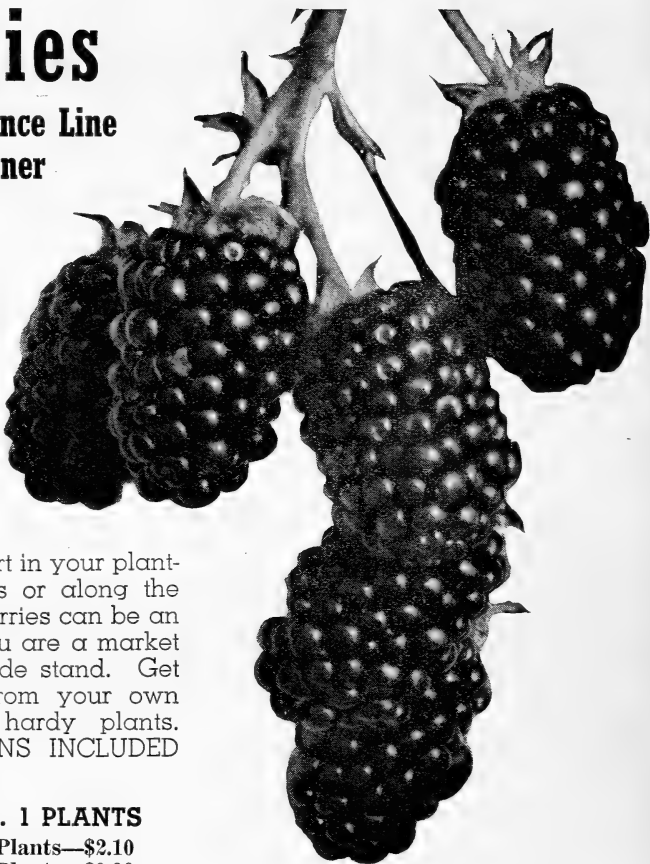 ies
nce Line
ner
rt in your plant-
s or along the
erries can be an
u are a market
de stand. Get
rom your own
hardy plants.
NS INCLUDED
. 1 PLANTS
Plants—$2.10